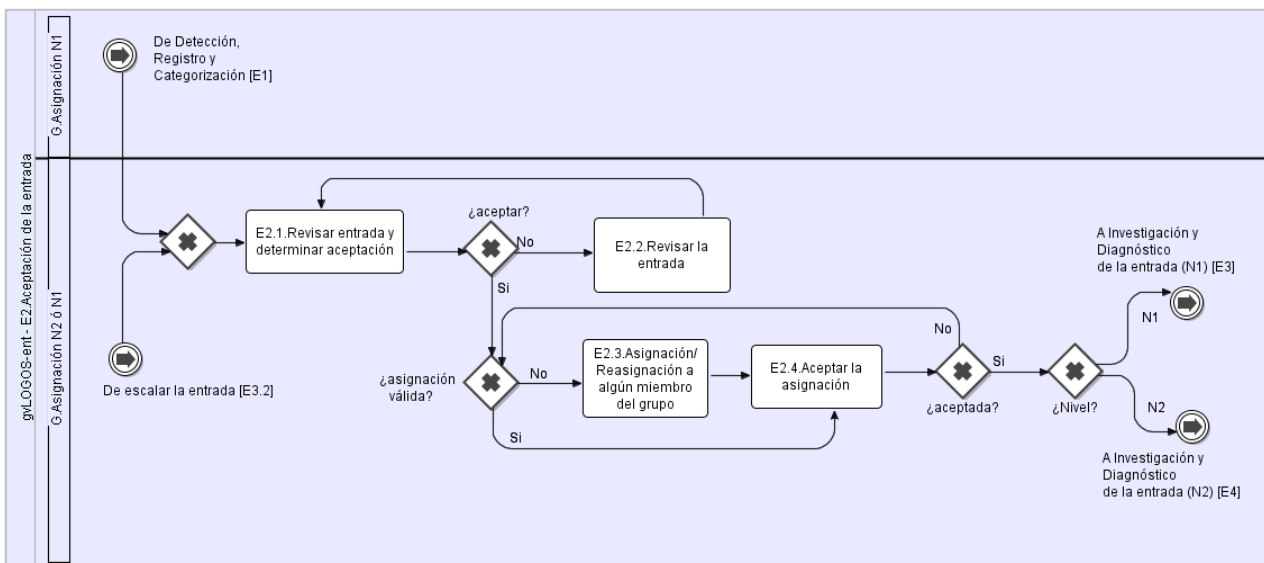 gvLOGOS-ent - E2.Aceptación de la entrada
G.Asignación N1
De Detección,
Registro y
Categorización [E1]
G.Asignación N2 ó N1
De escalar la entrada [E3.2]
E2.1.Revisar entrada y
determinar aceptación
¿aceptar?
No
Si
E2.2.Revisar la
entrada
¿asignación
válida?
No
Si
E2.3.Asignación/
Reasignación a
algún miembro
del grupo
E2.4.Aceptar la
asignación
No
Si
¿aceptada?
¿Nivel?
N1
N2
A Investigación y
Diagnóstico
de la entrada (N1) [E3]
A Investigación y
Diagnóstico
de la entrada (N2) [E4]